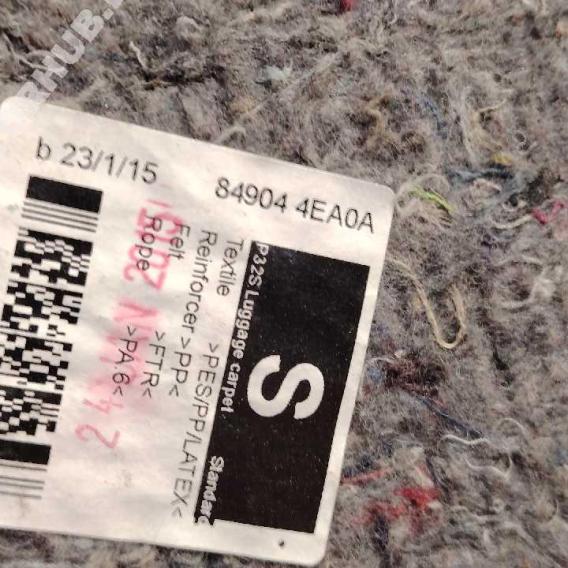 b 23/1/15
84904 4EA0A
P32S Luggage carpet
S
Standard
Textile >PES/PP/LATEX<
Reinforcer >PP<
Felt >FTR<
Rope >PA.6<